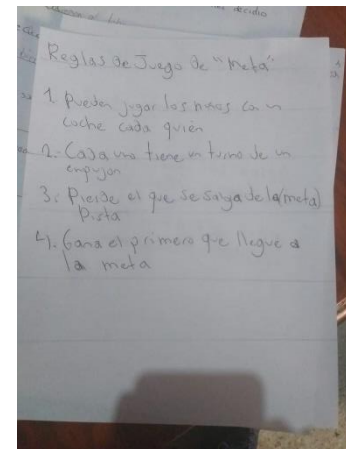 decidio
Reglas de Juego de "meta"
1. Pueden jugar los niños con un
coche cada quién
2. Cada uno tiene un turno de un
empujon
3. Pierde el que se salga de la (meta)
Pista
4. Gana el primero que llegue a
la meta